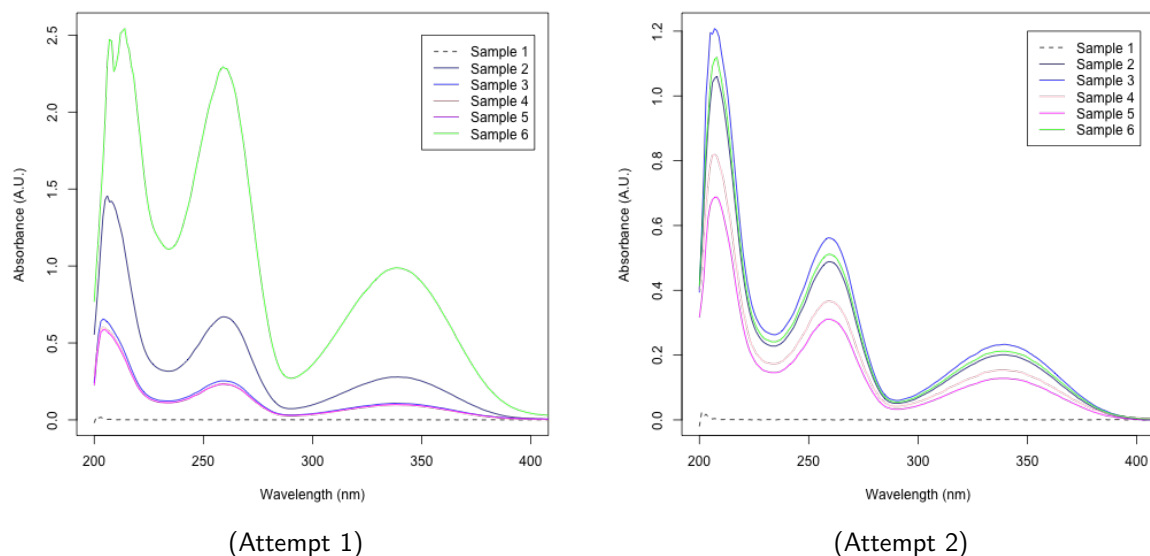 Absorbance (A.U.)
2.5
2.0
1.5
1.0
0.5
0.0
200
250
300
350
400
Wavelength (nm)
Sample 1
Sample 2
Sample 3
Sample 4
Sample 5
Sample 6
(Attempt 1)
Absorbance (A.U.)
1.2
1.0
0.8
0.6
0.4
0.2
0.0
200
250
300
350
400
Wavelength (nm)
Sample 1
Sample 2
Sample 3
Sample 4
Sample 5
Sample 6
(Attempt 2)